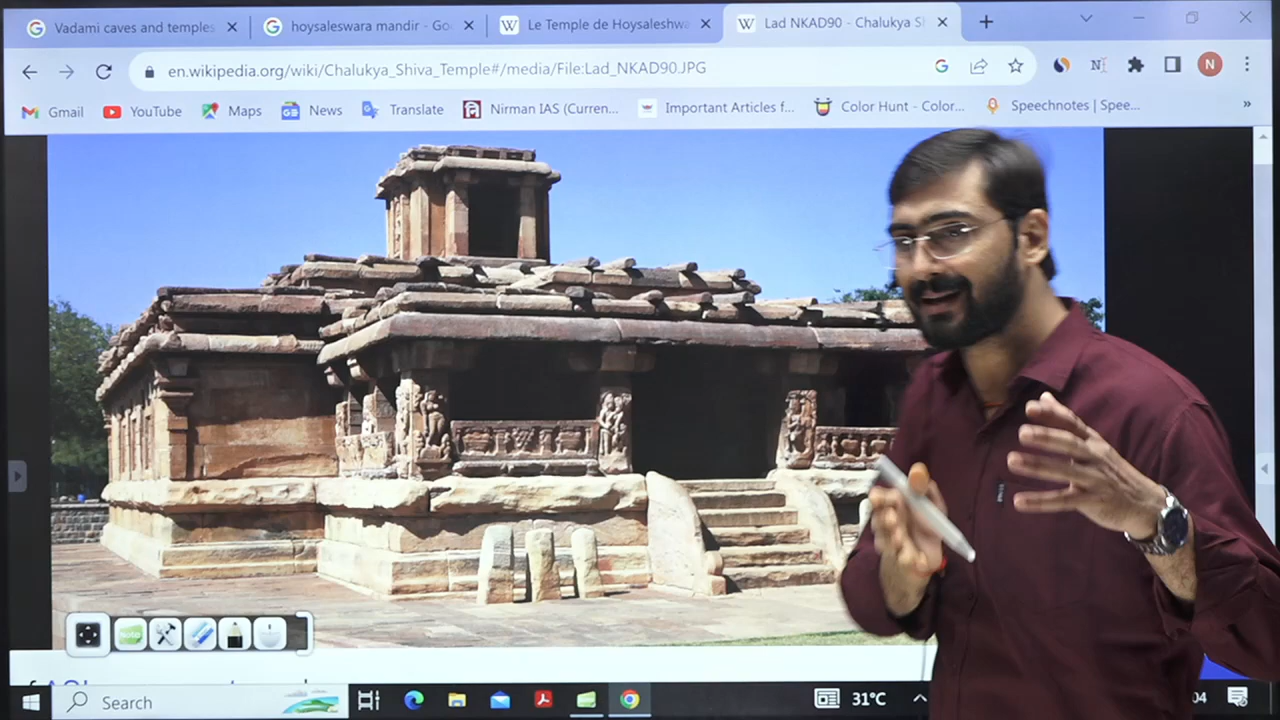 Vadami caves and temples
hoysaleswara mandir - Goo
Le Temple de Hoysaleshwa
Lad NKAD90 - Chalukya S
en.wikipedia.org/wiki/Chalukya_Shiva_Temple#/media/File:Lad_NKAD90.JPG
N
Gmail
YouTube
Maps
News
Translate
Nirman IAS (Curren...
Important Articles f...
Color Hunt - Color...
Speechnotes | Spee...
Search
31°C
04